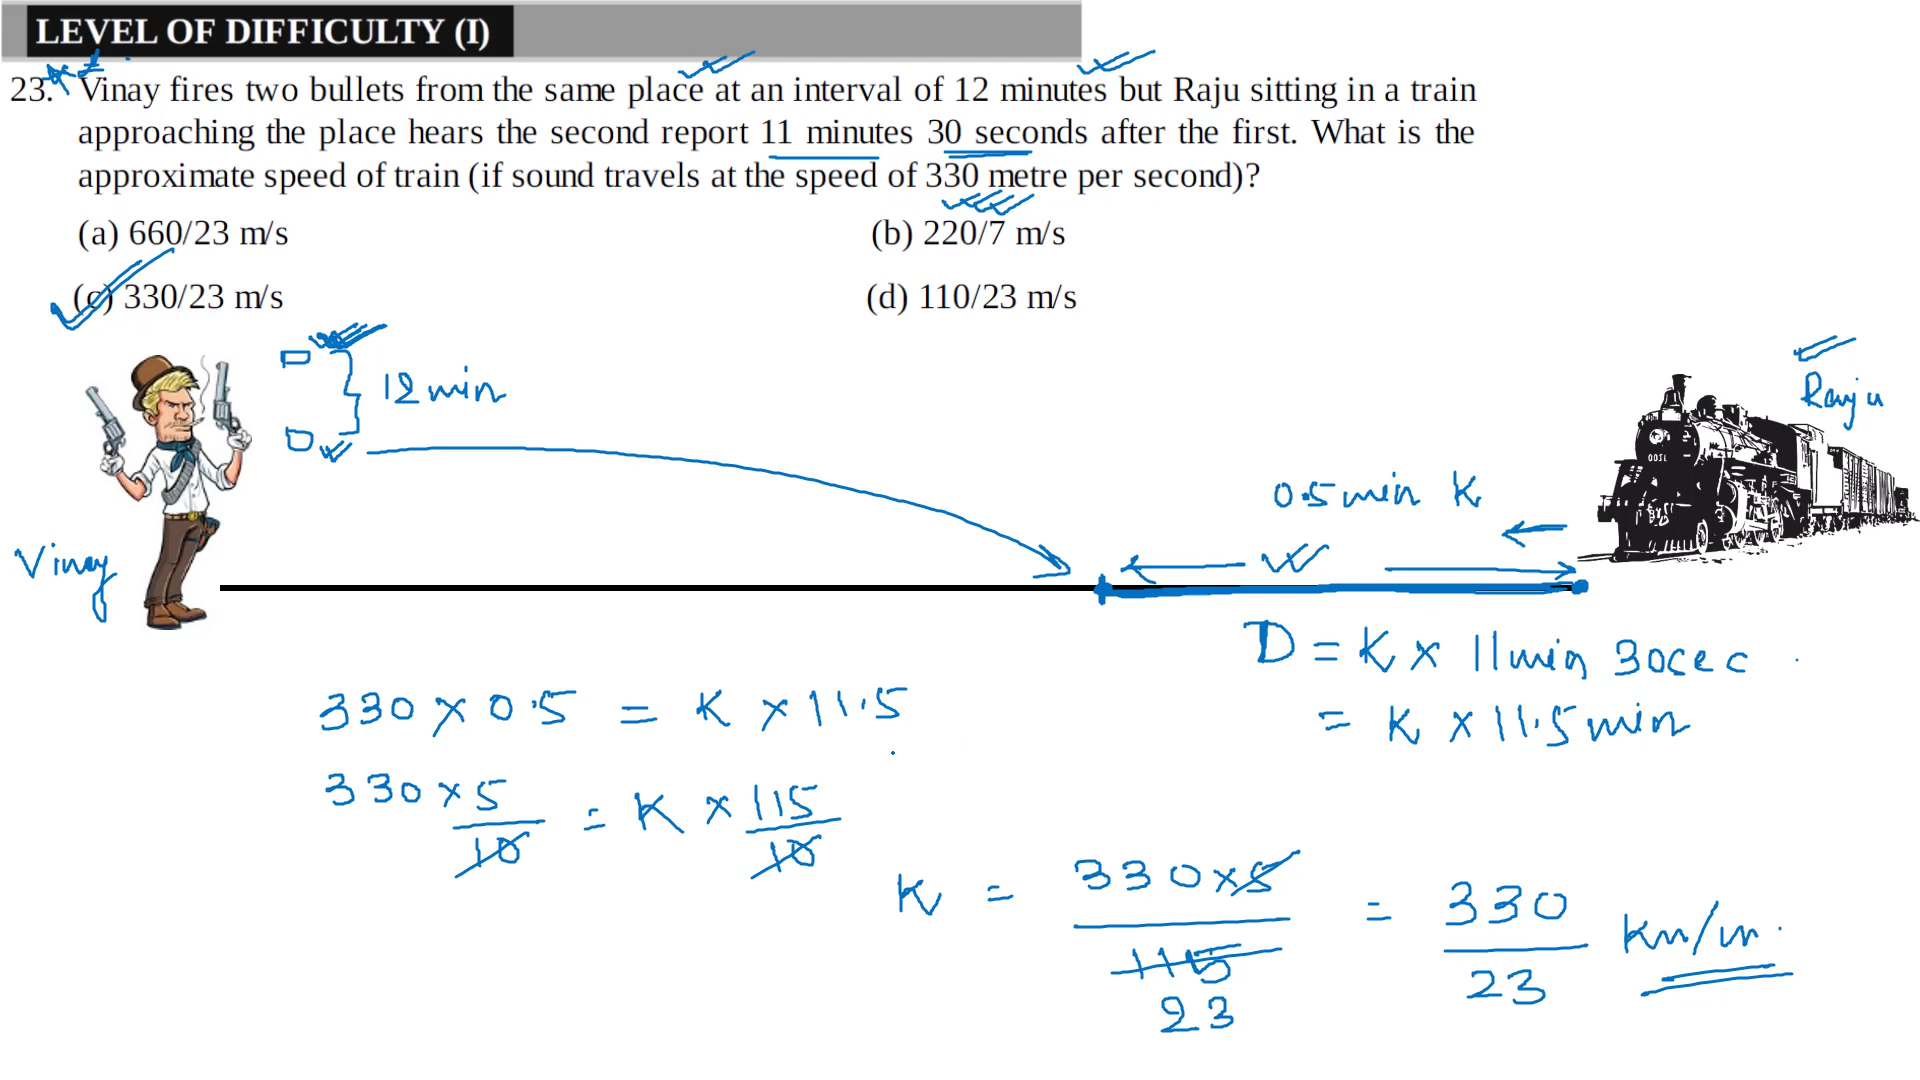 LEVEL OF DIFFICULTY (I)
23. Vinay fires two bullets from the same place at an interval of 12 minutes but Raju sitting in a train
approaching the place hears the second report 11 minutes 30 seconds after the first. What is the
approximate speed of train (if sound travels at the speed of 330 metre per second)?
(a) 660/23 m/s (b) 220/7 m/s
(c) 330/23 m/s (d) 110/23 m/s
12 min
Raju
0.5 min K
Vinay
D = K × 11 min 30 sec
330 × 0.5 = K × 11.5
= K × 11.5 min
330 × 5/10 = K × 115/10
K = 330×5/115 = 330/23
23